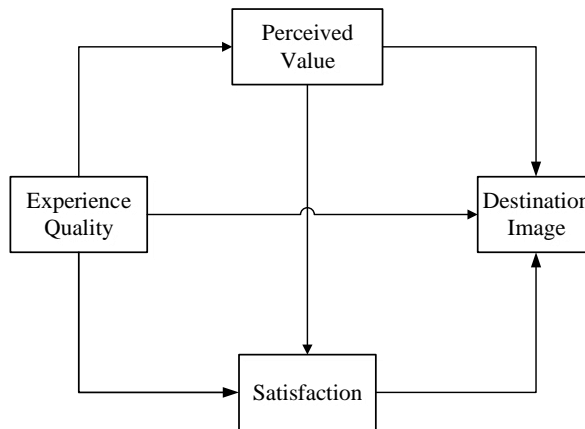 Perceived
Value
Experience
Quality
Destination
Image
Satisfaction